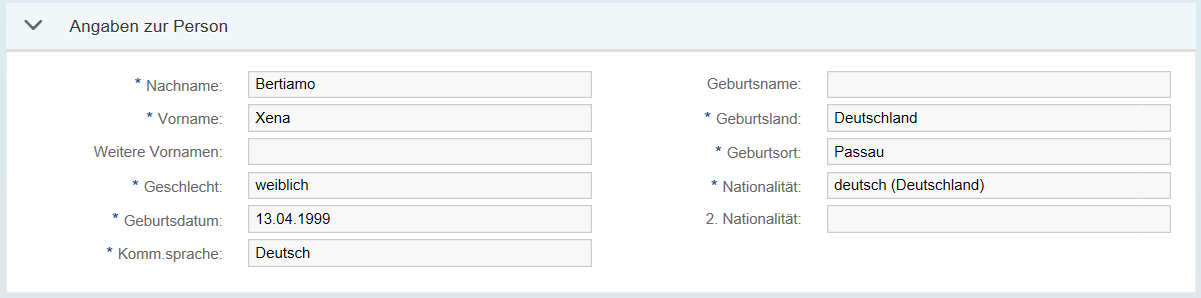 Angaben zur Person
* Nachname: Bertiamo
* Vorname: Xena
Weitere Vornamen:
* Geschlecht: weiblich
* Geburtsdatum: 13.04.1999
* Komm.sprache: Deutsch
Geburtsname:
* Geburtsland: Deutschland
* Geburtsort: Passau
* Nationalität: deutsch (Deutschland)
2. Nationalität: